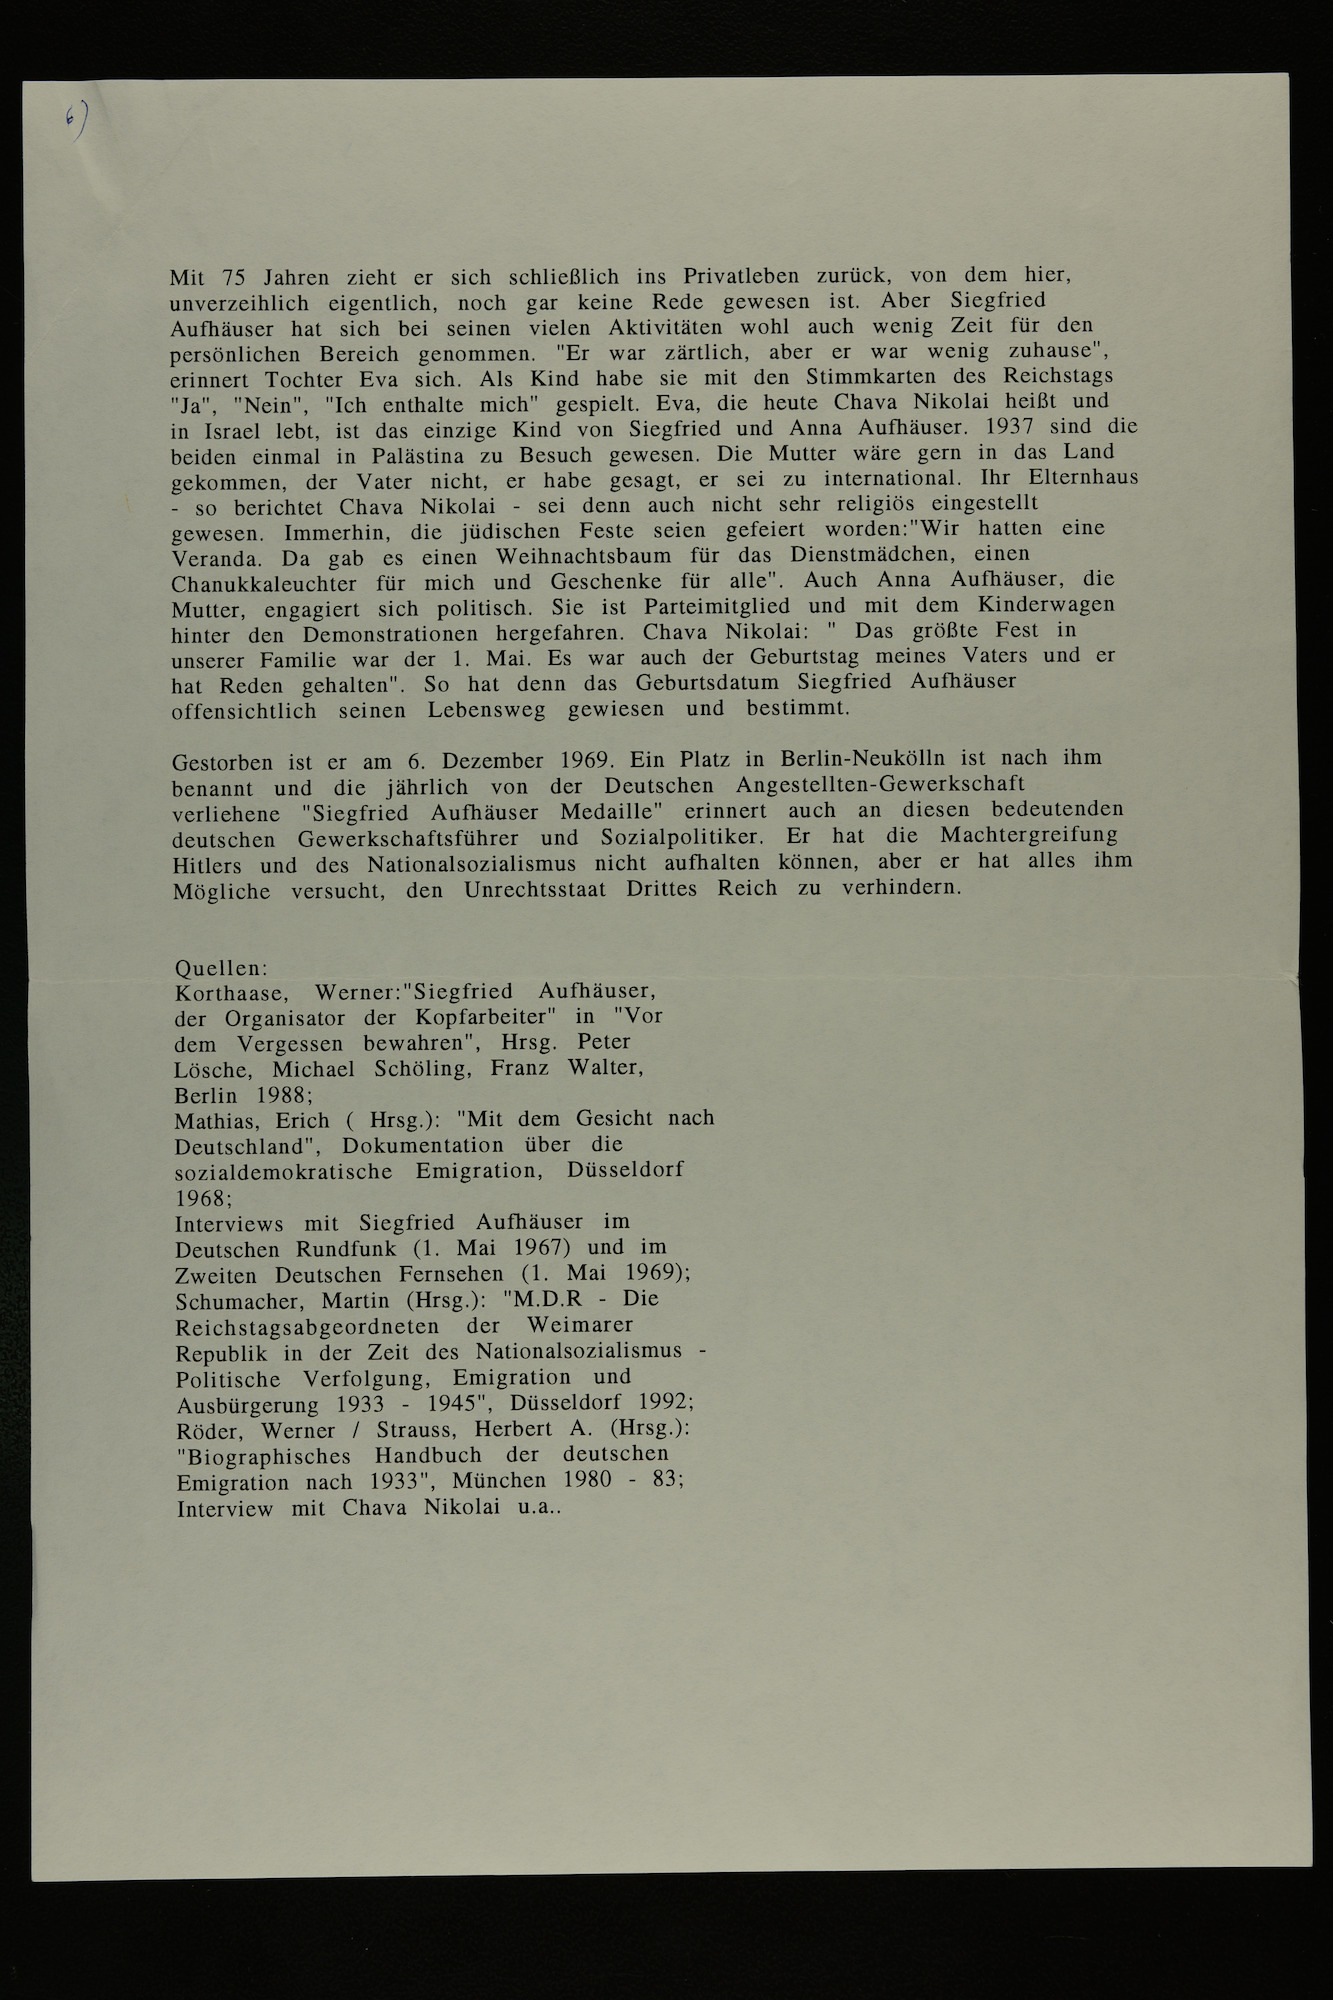 6)
Mit 75 Jahren zieht er sich schließlich ins Privatleben zurück, von dem hier,
unverzeihlich eigentlich, noch gar keine Rede gewesen ist. Aber Siegfried
Aufhäuser hat sich bei seinen vielen Aktivitäten wohl auch wenig Zeit für den
persönlichen Bereich genommen. "Er war zärtlich, aber er war wenig zuhause",
erinnert Tochter Eva sich. Als Kind habe sie mit den Stimmkarten des Reichstags
"Ja", "Nein", "Ich enthalte mich" gespielt. Eva, die heute Chava Nikolai heißt und
in Israel lebt, ist das einzige Kind von Siegfried und Anna Aufhäuser. 1937 sind die
beiden einmal in Palästina zu Besuch gewesen. Die Mutter wäre gern in das Land
gekommen, der Vater nicht, er habe gesagt, er sei zu international. Ihr Elternhaus
- so berichtet Chava Nikolai - sei denn auch nicht sehr religiös eingestellt
gewesen. Immerhin, die jüdischen Feste seien gefeiert worden:"Wir hatten eine
Veranda. Da gab es einen Weihnachtsbaum für das Dienstmädchen, einen
Chanukkaleuchter für mich und Geschenke für alle". Auch Anna Aufhäuser, die
Mutter, engagiert sich politisch. Sie ist Parteimitglied und mit dem Kinderwagen
hinter den Demonstrationen hergefahren. Chava Nikolai: " Das größte Fest in
unserer Familie war der 1. Mai. Es war auch der Geburtstag meines Vaters und er
hat Reden gehalten". So hat denn das Geburtsdatum Siegfried Aufhäuser
offensichtlich seinen Lebensweg gewiesen und bestimmt.
Gestorben ist er am 6. Dezember 1969. Ein Platz in Berlin-Neukölln ist nach ihm
benannt und die jährlich von der Deutschen Angestellten-Gewerkschaft
verliehene "Siegfried Aufhäuser Medaille" erinnert auch an diesen bedeutenden
deutschen Gewerkschaftsführer und Sozialpolitiker. Er hat die Machtergreifung
Hitlers und des Nationalsozialismus nicht aufhalten können, aber er hat alles ihm
Mögliche versucht, den Unrechtsstaat Drittes Reich zu verhindern.
Quellen:
Korthaase, Werner:"Siegfried Aufhäuser,
der Organisator der Kopfarbeiter" in "Vor
dem Vergessen bewahren", Hrsg. Peter
Lösche, Michael Schöling, Franz Walter,
Berlin 1988;
Mathias, Erich ( Hrsg.): "Mit dem Gesicht nach
Deutschland", Dokumentation über die
sozialdemokratische Emigration, Düsseldorf
1968;
Interviews mit Siegfried Aufhäuser im
Deutschen Rundfunk (1. Mai 1967) und im
Zweiten Deutschen Fernsehen (1. Mai 1969);
Schumacher, Martin (Hrsg.): "M.D.R - Die
Reichstagsabgeordneten der Weimarer
Republik in der Zeit des Nationalsozialismus -
Politische Verfolgung, Emigration und
Ausbürgerung 1933 - 1945", Düsseldorf 1992;
Röder, Werner / Strauss, Herbert A. (Hrsg.):
"Biographisches Handbuch der deutschen
Emigration nach 1933", München 1980 - 83;
Interview mit Chava Nikolai u.a..